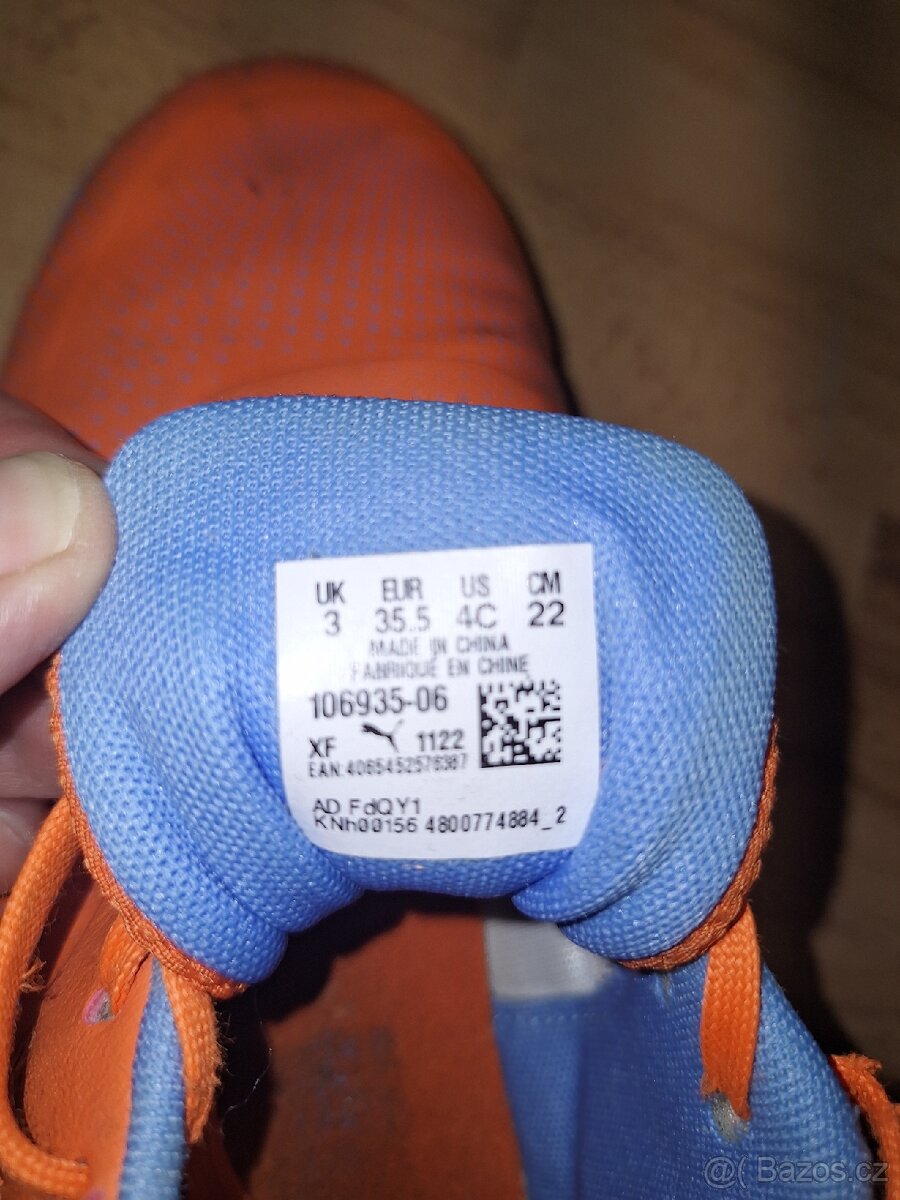 UK EUR US CM
3 35.5 4C 22
MADE IN CHINA
FABRIQUÉ EN CHINE
106935-06
XF 1122
EAN:4065452576387
AD FdQY1
KNh00156 4800774884_2
@( Bazos.cz